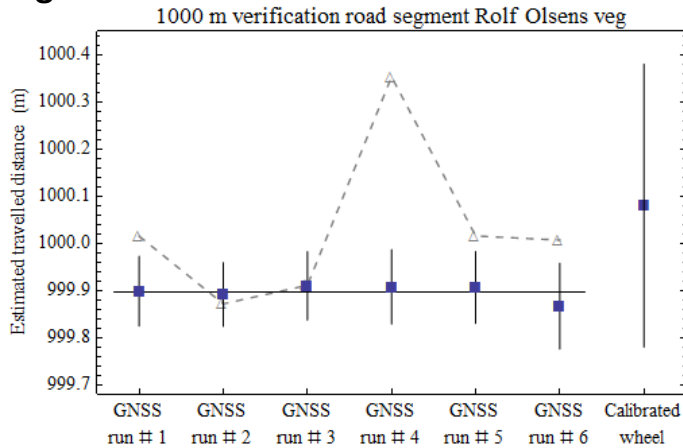 1000 m verification road segment Rolf Olsens veg
Estimated travelled distance (m)
1000.4
1000.3
1000.2
1000.1
1000.0
999.9
999.8
999.7
GNSS GNSS GNSS GNSS GNSS GNSS Calibrated
run # 1 run # 2 run # 3 run # 4 run # 5 run # 6 wheel